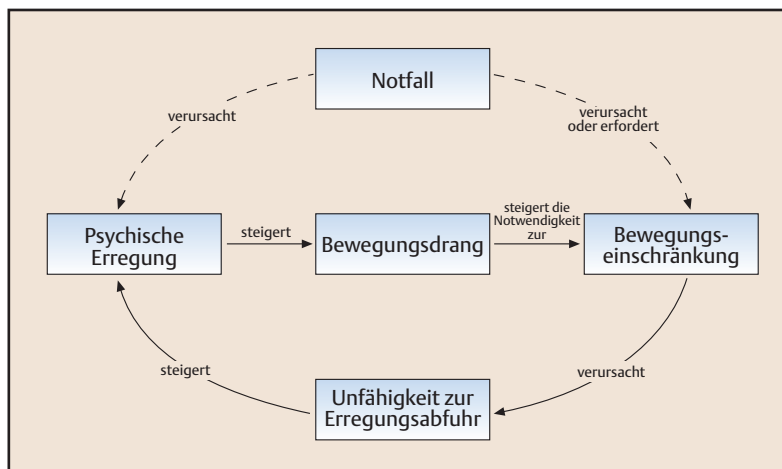 Notfall
verursacht
verursacht
oder erfordert
Psychische
Erregung
steigert
Bewegungsdrang
steigert die
Notwendigkeit
zur
Bewegungs-
einschränkung
steigert
verursacht
Unfähigkeit zur
Erregungsabfuhr